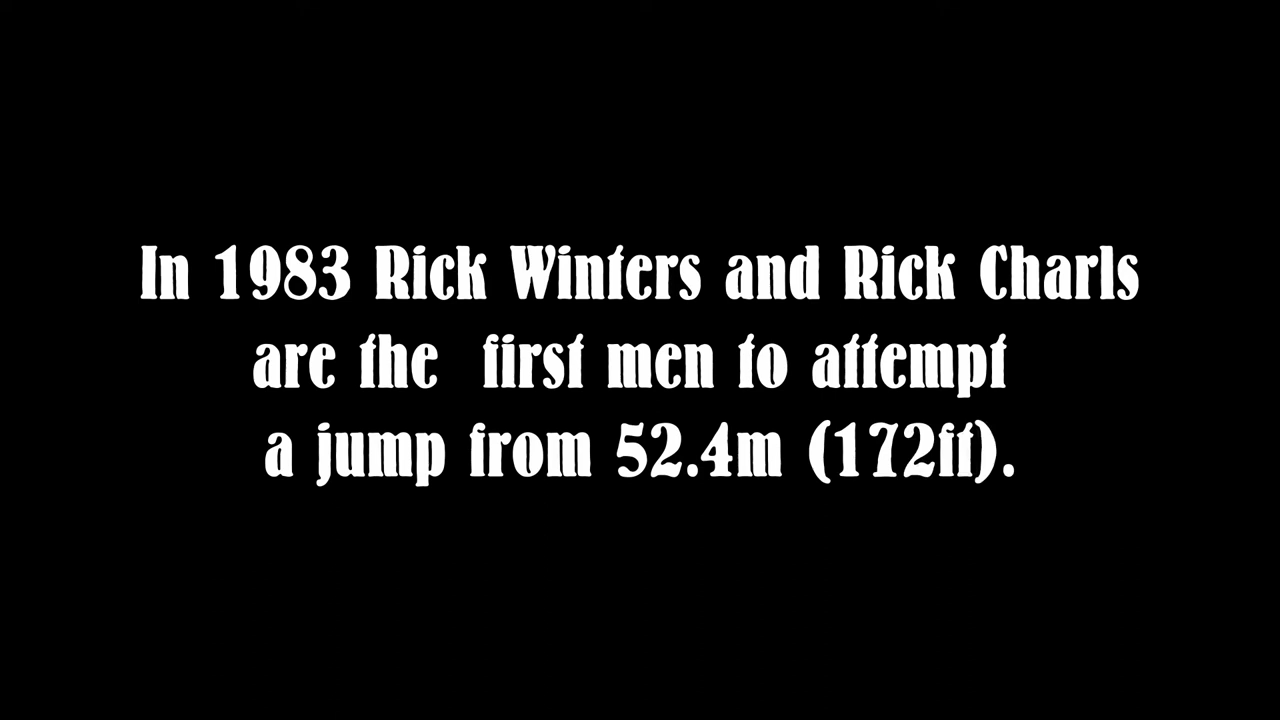 In 1983 Rick Winters and Rick Charls
are the first men to attempt
a jump from 52.4m (172ft).